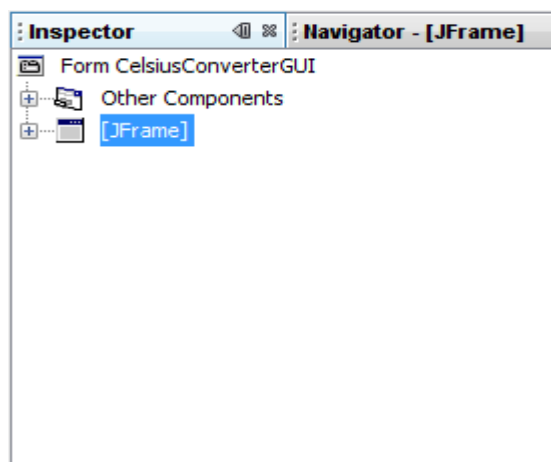 Inspector Navigator - [JFrame]
Form CelsiusConverterGUI
Other Components
[JFrame]